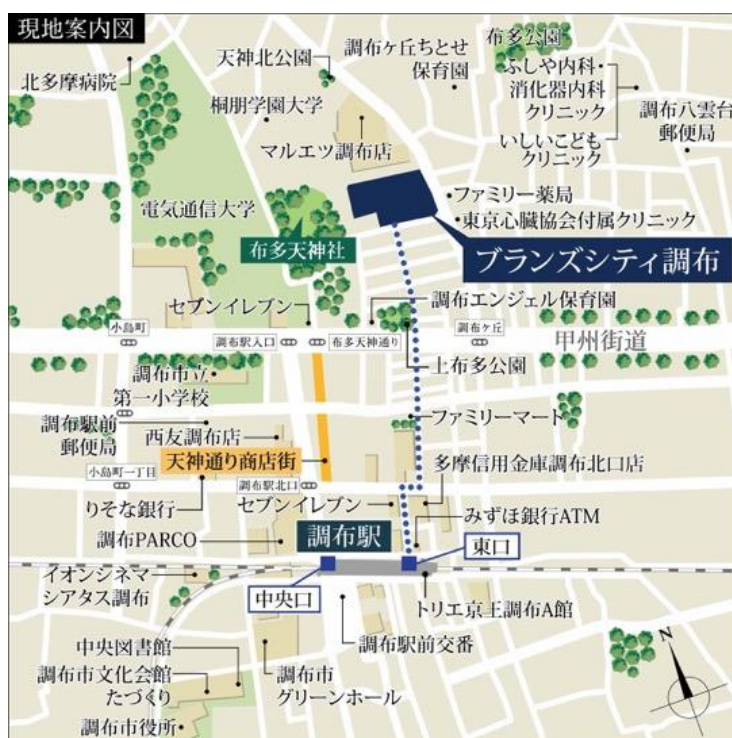 現地案内図
北多摩病院
天神北公園
調布ヶ丘ちとせ
保育園
布多公園
ふしや内科・
消化器内科
クリニック
いしいこども
クリニック
調布八雲台
郵便局
桐朋学園大学
マルエツ調布店
電気通信大学
布多天神社
ファミリー薬局
東京心臓協会付属クリニック
ブランズシティ調布
セブンイレブン
調布エンジェル保育園
小島町
調布駅入口
布多天神通り
調布ヶ丘
甲州街道
上布多公園
調布市立
第一小学校
調布駅前
郵便局
西友調布店
ファミリーマート
天神通り商店街
多摩信用金庫調布北口店
小島町一丁目
調布駅北口
りそな銀行
セブンイレブン
みずほ銀行ATM
調布PARCO
調布駅
東口
イオンシネマ
シアタス調布
中央口
トリエ京王調布A館
中央図書館
調布駅前交番
調布市文化会館
たづくり
調布市
グリーンホール
調布市役所
N